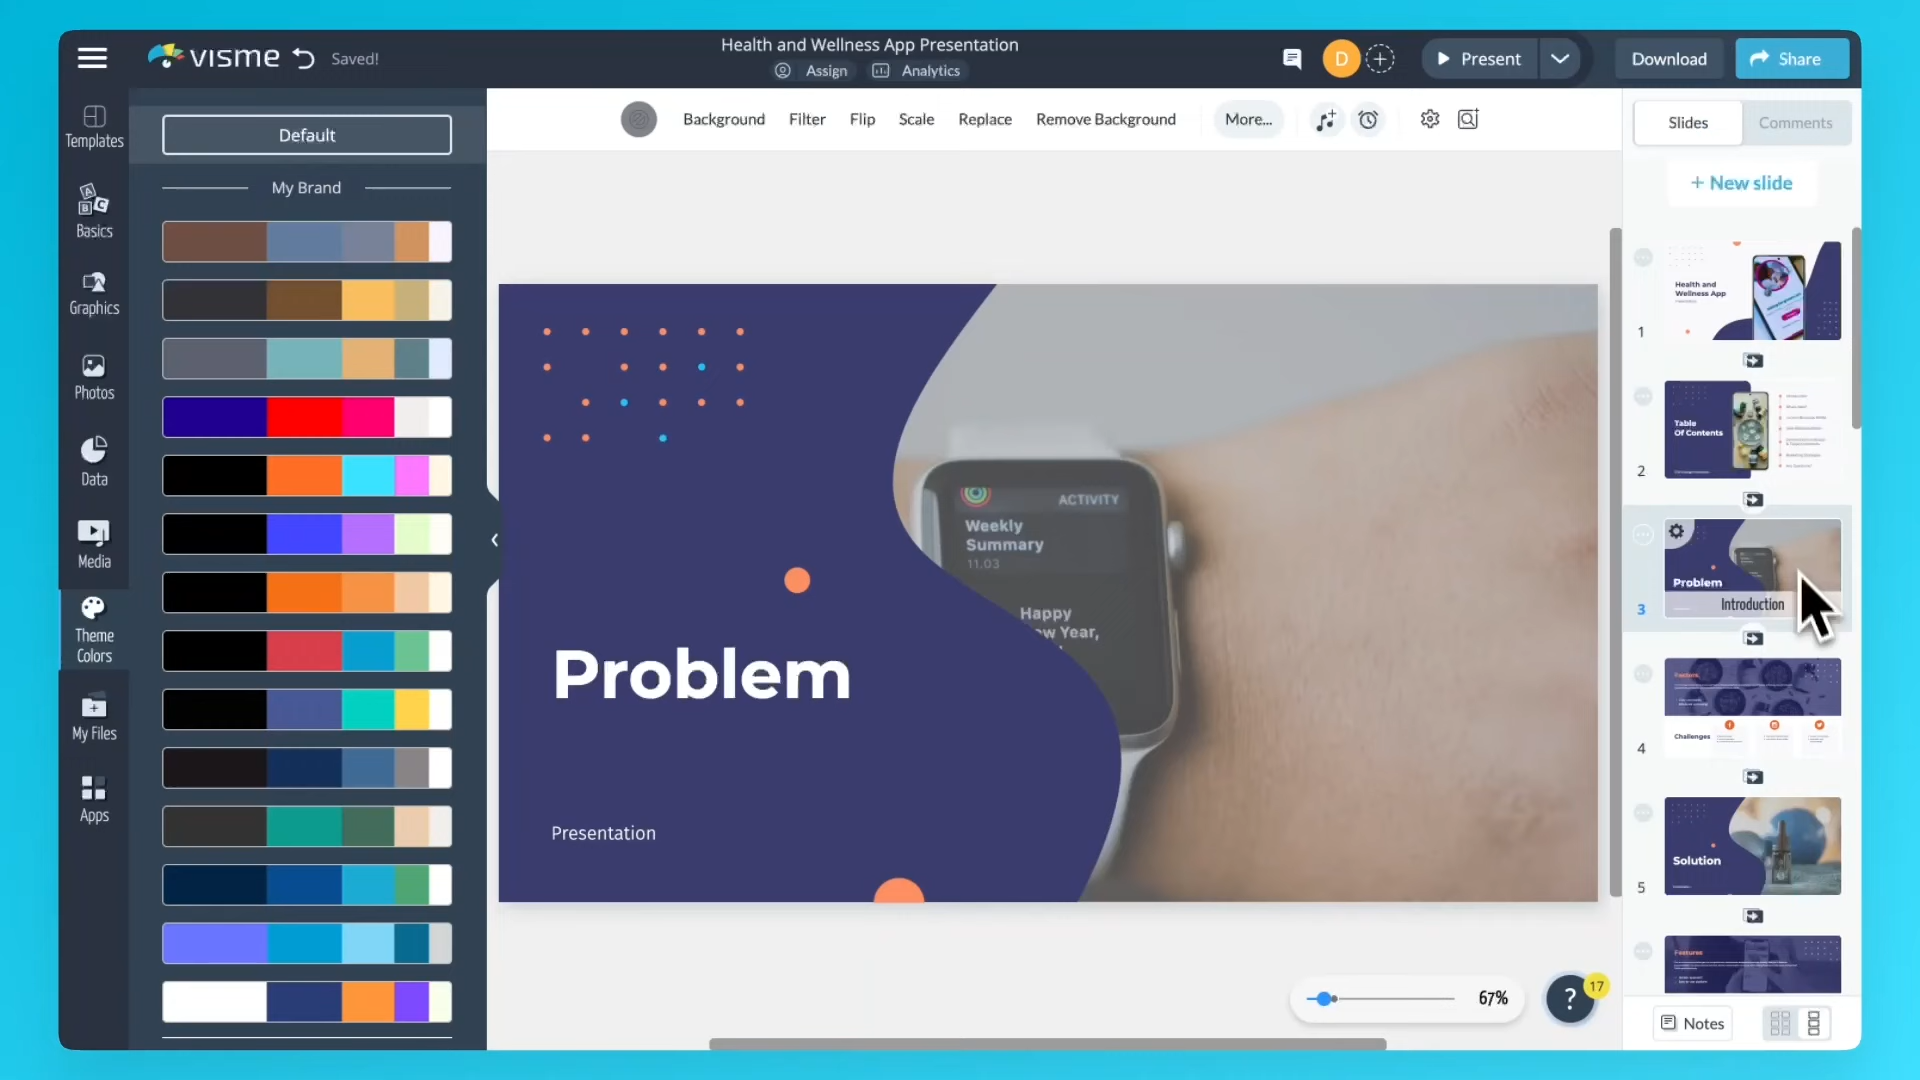 visme
Saved!
Health and Wellness App Presentation
Assign
Analytics
D
Present
Download
Share
Templates
Basics
Graphics
Photos
Data
Media
Theme
Colors
My Files
Apps
Default
My Brand
Background
Filter
Flip
Scale
Replace
Remove Background
More...
ACTIVITY
Weekly
Summary
11.03
Happy
ew Year,
Problem
Presentation
67%
?
17
Slides
Comments
+ New slide
Health and
Wellness App
1
Table
Of Contents
2
Problem
Introduction
3
Features
Challenges
4
Solution
5
Features
Notes